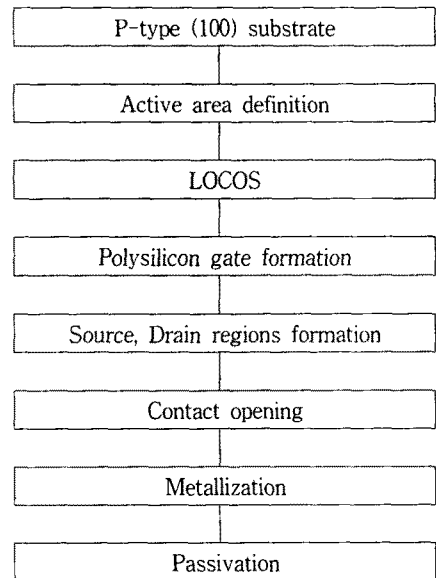 P-type (100) substrate
Active area definition
LOCOS
Polysilicon gate formation
Source, Drain regions formation
Contact opening
Metallization
Passivation